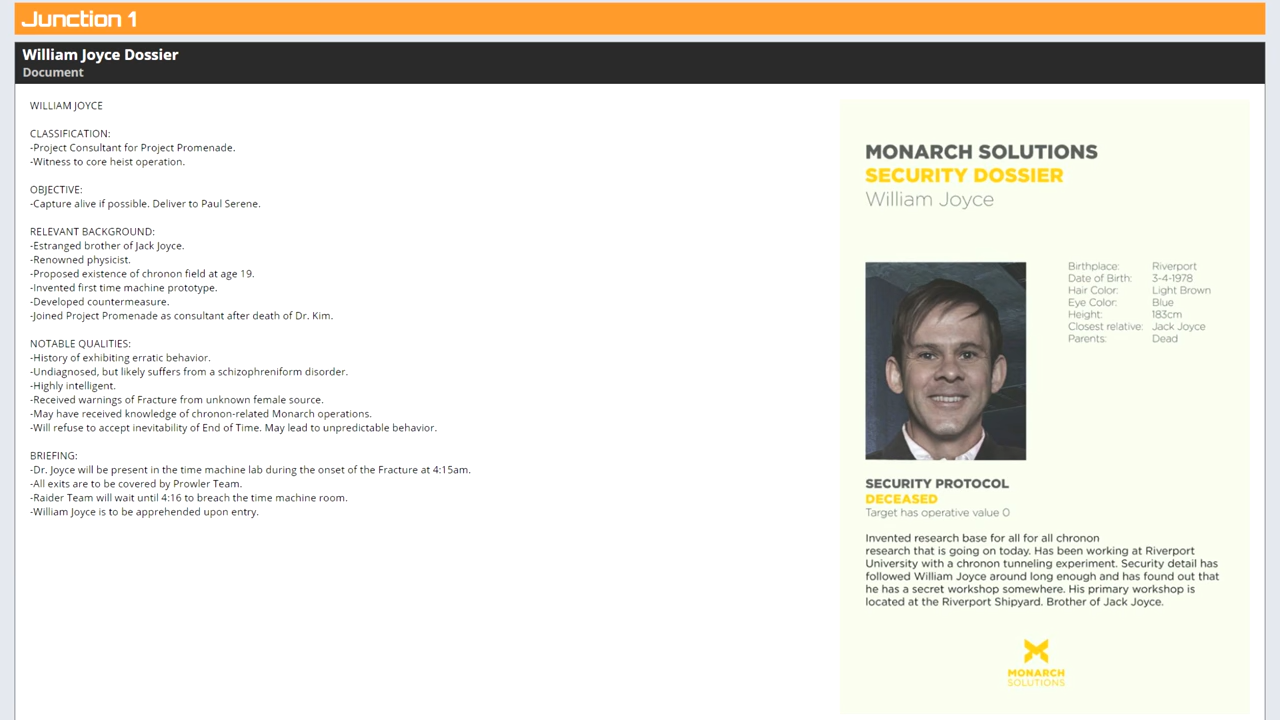 Junction 1
William Joyce Dossier
Document
WILLIAM JOYCE
CLASSIFICATION:
-Project Consultant for Project Promenade.
-Witness to core heist operation.
OBJECTIVE:
-Capture alive if possible. Deliver to Paul Serene.
RELEVANT BACKGROUND:
-Estranged brother of Jack Joyce.
-Renowned physicist.
-Proposed existence of chronon field at age 19.
-Invented first time machine prototype.
-Developed countermeasure.
-Joined Project Promenade as consultant after death of Dr. Kim.
NOTABLE QUALITIES:
-History of exhibiting erratic behavior.
-Undiagnosed, but likely suffers from a schizophreniform disorder.
-Highly intelligent.
-Received warnings of Fracture from unknown female source.
-May have received knowledge of chronon-related Monarch operations.
-Will refuse to accept inevitability of End of Time. May lead to unpredictable behavior.
BRIEFING:
-Dr. Joyce will be present in the time machine lab during the onset of the Fracture at 4:15am.
-All exits are to be covered by Prowler Team.
-Raider Team will wait until 4:16 to breach the time machine room.
-William Joyce is to be apprehended upon entry.
MONARCH SOLUTIONS
SECURITY DOSSIER
William Joyce
Birthplace: Riverport
Date of Birth: 3-4-1978
Hair Color: Light Brown
Eye Color: Blue
Height: 183cm
Closest relative: Jack Joyce
Parents: Dead
SECURITY PROTOCOL
DECEASED
Target has operative value 0
Invented research base for all for all chronon
research that is going on today. Has been working at Riverport
University with a chronon tunneling experiment. Security detail has
followed William Joyce around long enough and has found out that
he has a secret workshop somewhere. His primary workshop is
located at the Riverport Shipyard. Brother of Jack Joyce.
MONARCH
SOLUTIONS